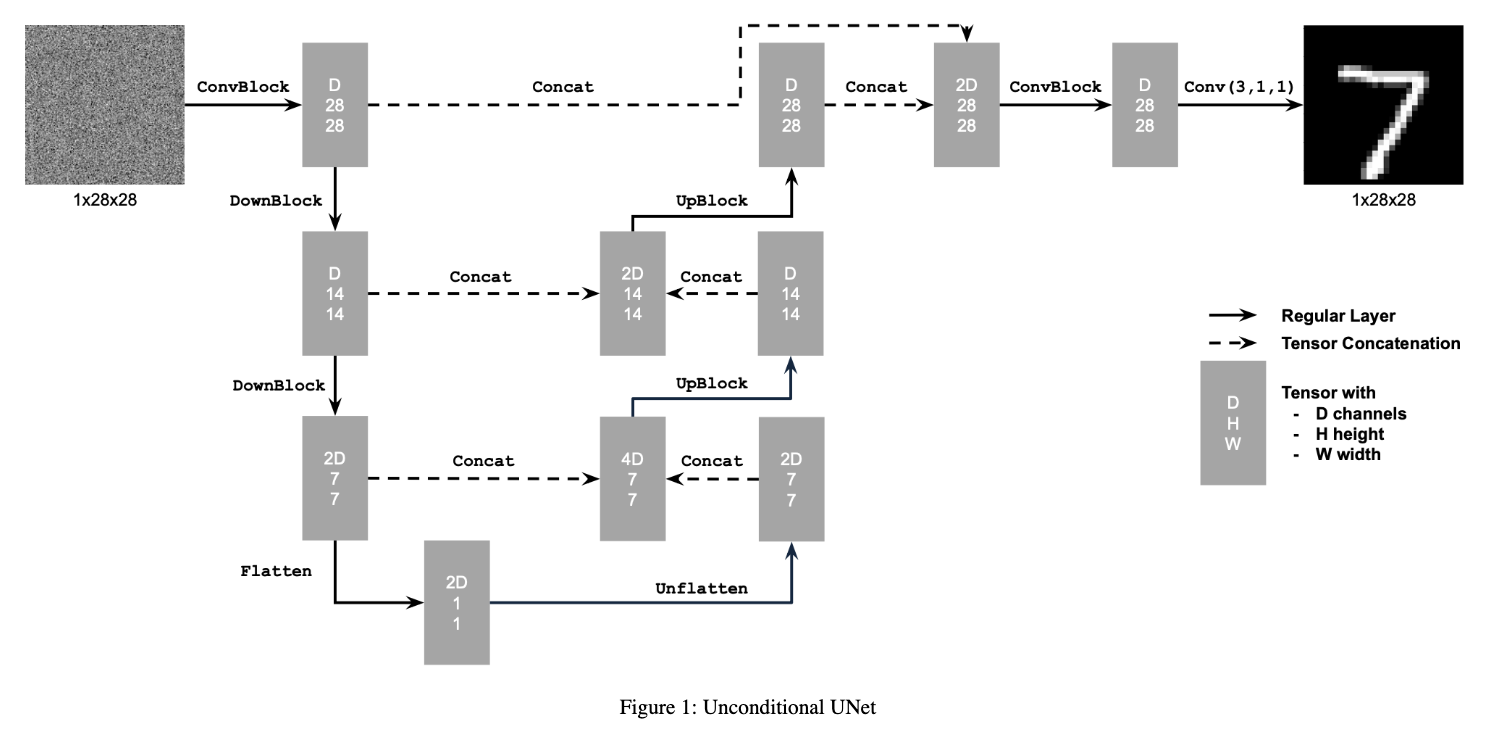 ConvBlock
D
28
28
Concat
D
28
28
Concat
2D
28
28
ConvBlock
D
28
28
Conv(3,1,1)
1x28x28
1x28x28
DownBlock
UpBlock
D
14
14
Concat
2D
14
14
Concat
D
14
14
Regular Layer
Tensor Concatenation
DownBlock
UpBlock
D
H
W
Tensor with
- D channels
- H height
- W width
2D
7
7
Concat
4D
7
7
Concat
2D
7
7
Flatten
2D
1
1
Unflatten
Figure 1: Unconditional UNet